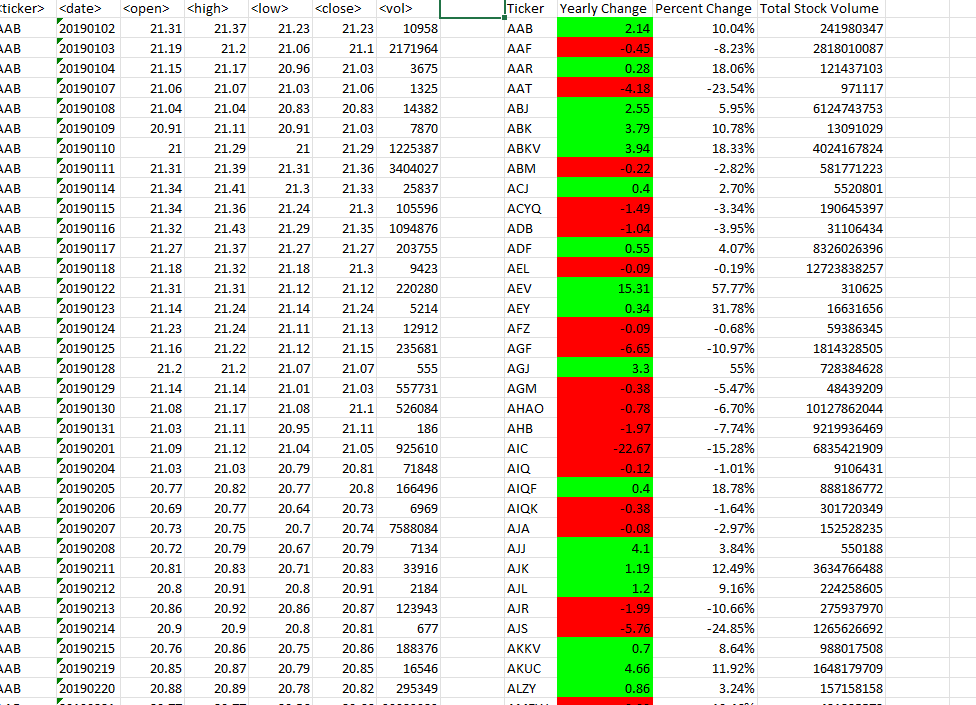 <ticker> <date> <open> <high> <low> <close> <vol> Ticker Yearly Change Percent Change Total Stock Volume
AAB 20190102 21.31 21.37 21.23 21.23 10958 AAB 2.14 10.04% 241980347
AAB 20190103 21.19 21.2 21.06 21.1 2171964 AAF -0.45 -8.23% 2818010087
AAB 20190104 21.15 21.17 20.96 21.03 3675 AAR 0.28 18.06% 121437103
AAB 20190107 21.06 21.07 21.03 21.06 1325 AAT -4.18 -23.54% 971117
AAB 20190108 21.04 21.04 20.83 20.83 14382 ABJ 2.55 5.95% 6124743753
AAB 20190109 20.91 21.11 20.91 21.03 7870 ABK 3.79 10.78% 13091029
AAB 20190110 21 21.29 21 21.29 1225387 ABKV 3.94 18.33% 4024167824
AAB 20190111 21.31 21.39 21.31 21.36 3404027 ABM -0.22 -2.82% 581771223
AAB 20190114 21.34 21.41 21.3 21.33 25837 ACJ 0.4 2.70% 5520801
AAB 20190115 21.34 21.36 21.24 21.3 105596 ACYQ -1.49 -3.34% 190645397
AAB 20190116 21.32 21.43 21.29 21.35 1094876 ADB -1.04 -3.95% 31106434
AAB 20190117 21.27 21.37 21.27 21.27 203755 ADF 0.55 4.07% 8326026396
AAB 20190118 21.18 21.32 21.18 21.3 9423 AEL -0.09 -0.19% 12723838257
AAB 20190122 21.31 21.31 21.12 21.12 220280 AEV 15.31 57.77% 310625
AAB 20190123 21.14 21.24 21.14 21.24 5214 AEY 0.34 31.78% 16631656
AAB 20190124 21.23 21.24 21.11 21.13 12912 AFZ -0.09 -0.68% 59386345
AAB 20190125 21.16 21.22 21.12 21.15 235681 AGF -6.65 -10.97% 1814328505
AAB 20190128 21.2 21.2 21.07 21.07 555 AGJ 3.3 55% 728384628
AAB 20190129 21.14 21.14 21.01 21.03 557731 AGM -0.38 -5.47% 48439209
AAB 20190130 21.08 21.17 21.08 21.1 526084 AHAO -0.78 -6.70% 10127862044
AAB 20190131 21.03 21.11 20.95 21.11 186 AHB -1.97 -7.74% 9219936469
AAB 20190201 21.09 21.12 21.04 21.05 925610 AIC -22.67 -15.28% 6835421909
AAB 20190204 21.03 21.03 20.79 20.81 71848 AIQ -0.12 -1.01% 9106431
AAB 20190205 20.77 20.82 20.77 20.8 166496 AIQF 0.4 18.78% 888186772
AAB 20190206 20.69 20.77 20.64 20.73 6969 AIQK -0.38 -1.64% 301720349
AAB 20190207 20.73 20.75 20.7 20.74 7588084 AJA -0.08 -2.97% 152528235
AAB 20190208 20.72 20.79 20.67 20.79 7134 AJJ 4.1 3.84% 550188
AAB 20190211 20.81 20.83 20.71 20.83 33916 AJK 1.19 12.49% 3634766488
AAB 20190212 20.8 20.91 20.8 20.91 2184 AJL 1.2 9.16% 224258605
AAB 20190213 20.86 20.92 20.86 20.87 123943 AJR -1.99 -10.66% 275937970
AAB 20190214 20.9 20.9 20.8 20.81 677 AJS -5.76 -24.85% 1265626692
AAB 20190215 20.76 20.86 20.75 20.86 188376 AKKV 0.7 8.64% 988017508
AAB 20190219 20.85 20.87 20.79 20.85 16546 AKUC 4.66 11.92% 1648179709
AAB 20190220 20.88 20.89 20.78 20.82 295349 ALZY 0.86 3.24% 157158158